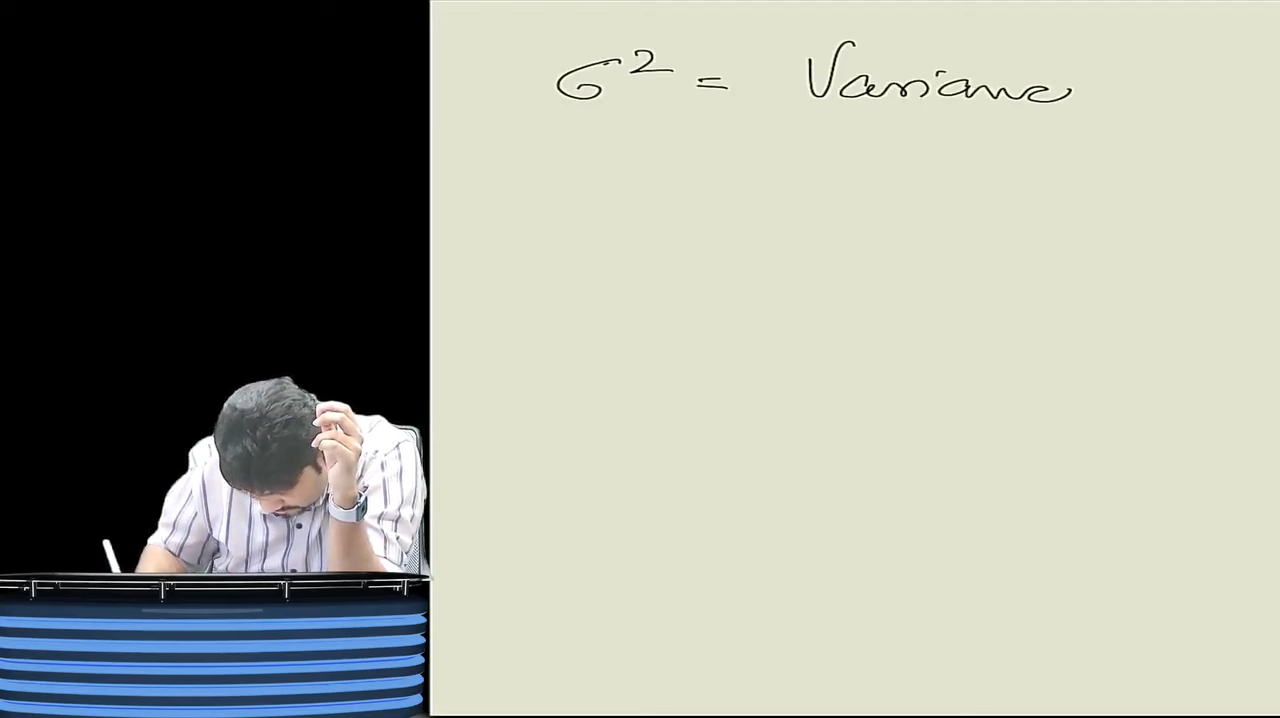 σ² = Variance